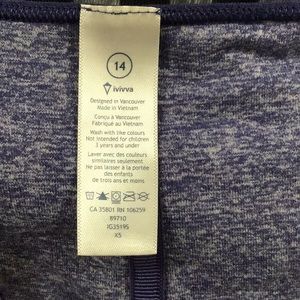 14
ivivva
Designed in Vancouver
Made in Vietnam
Conçu à Vancouver
Fabriqué au Vietnam
Wash with like colours
Not intended for children
3 years and under
Laver avec des couleurs
similaires seulement
Ne pas laisser à la portée
des enfants
de trois ans et moins
CA 35801 RN 106259
89710
IG3519S
XS